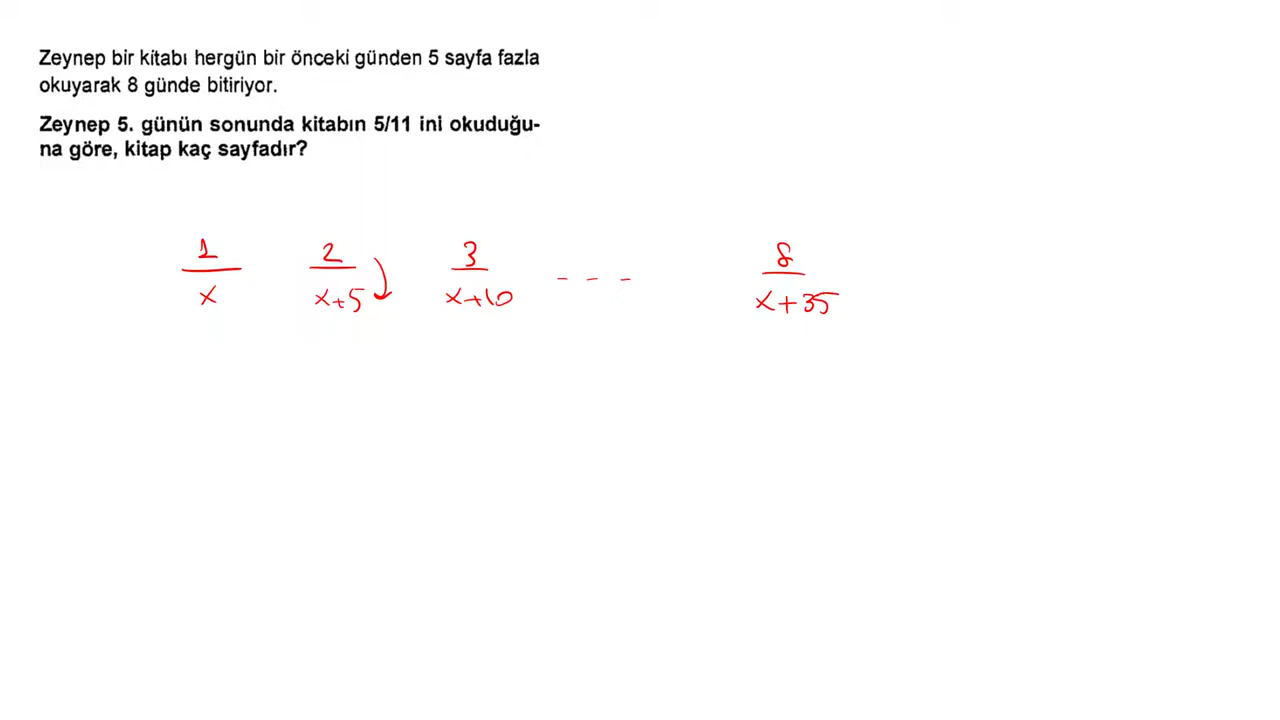 Zeynep bir kitabı hergün bir önceki günden 5 sayfa fazla
okuyarak 8 günde bitiriyor.
Zeynep 5. günün sonunda kitabın 5/11 ini okuduğu-
na göre, kitap kaç sayfadır?
1 2 3 - - - 8
x x+5 x+10 x+35